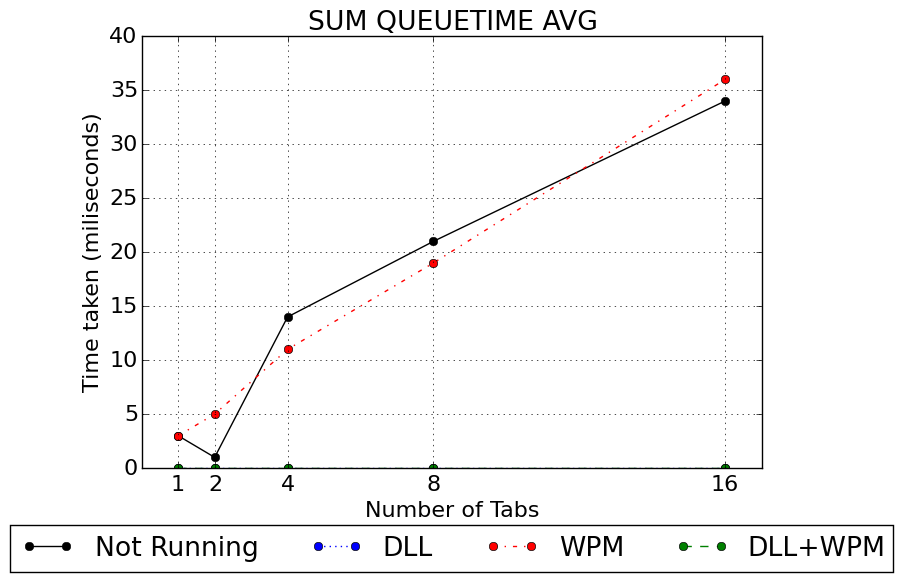 SUM QUEUETIME AVG
40
35
30
25
20
15
10
5
0
Time taken (miliseconds)
1 2 4 8 16
Number of Tabs
Not Running DLL WPM DLL+WPM